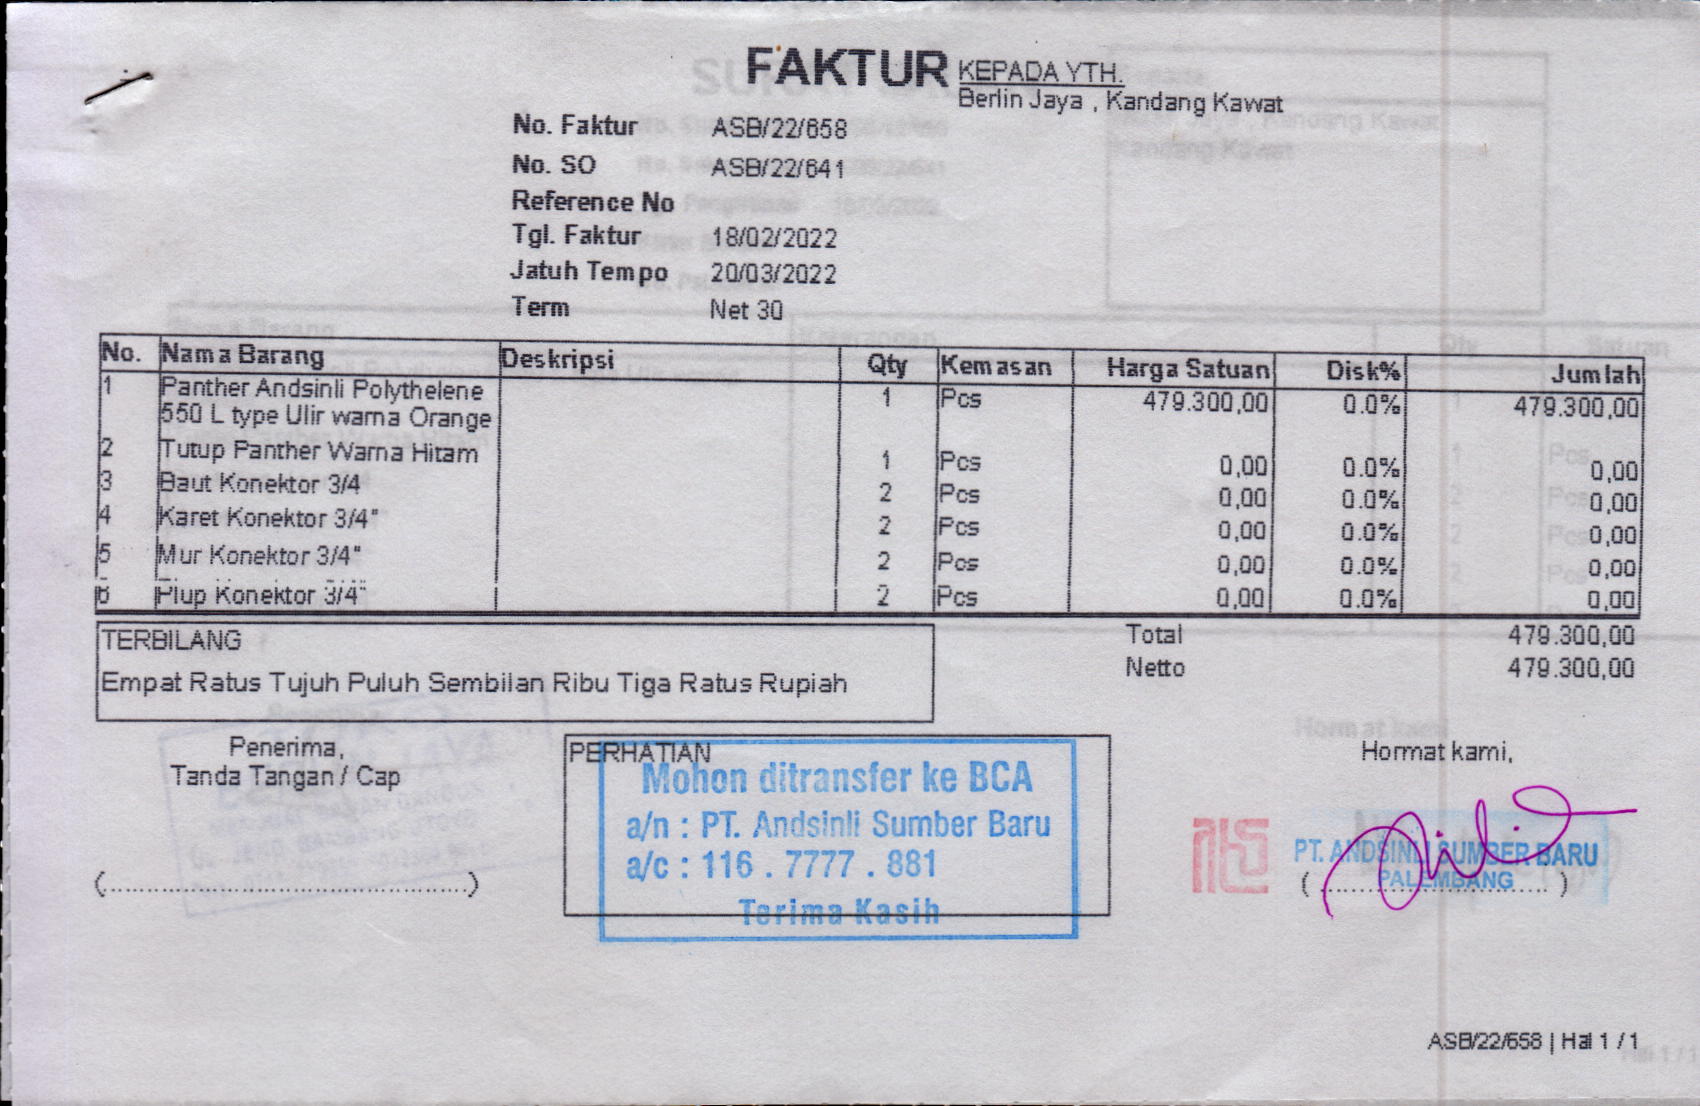 FAKTUR
KEPADA YTH.
Berlin Jaya , Kandang Kawat
No. Faktur ASB/22/658
No. SO ASB/22/641
Reference No
Tgl. Faktur 18/02/2022
Jatuh Tempo 20/03/2022
Term Net 30
No. Nama Barang Deskripsi Qty Kemasan Harga Satuan Disk% Jumlah
1 Panther Andsinli Polythelene 1 Pcs 479.300,00 0.0% 479.300,00
550 L type Ulir warna Orange
2 Tutup Panther Warna Hitam 1 Pcs 0,00 0.0% 0,00
3 Baut Konektor 3/4 2 Pcs 0,00 0.0% 0,00
4 Karet Konektor 3/4" 2 Pcs 0,00 0.0% 0,00
5 Mur Konektor 3/4" 2 Pcs 0,00 0.0% 0,00
6 Plup Konektor 3/4" 2 Pcs 0,00 0.0% 0,00
TERBILANG
Empat Ratus Tujuh Puluh Sembilan Ribu Tiga Ratus Rupiah
Total 479.300,00
Netto 479.300,00
Penerima,
Tanda Tangan / Cap
(................................................)
PERHATIAN
Mohon ditransfer ke BCA
a/n : PT. Andsinli Sumber Baru
a/c : 116 . 7777 . 881
Terima Kasih
Hormat kami,
PT. ANDSINLI SUMBER BARU
PALEMBANG
(..............................)
ASB/22/658 | Hal 1 / 1